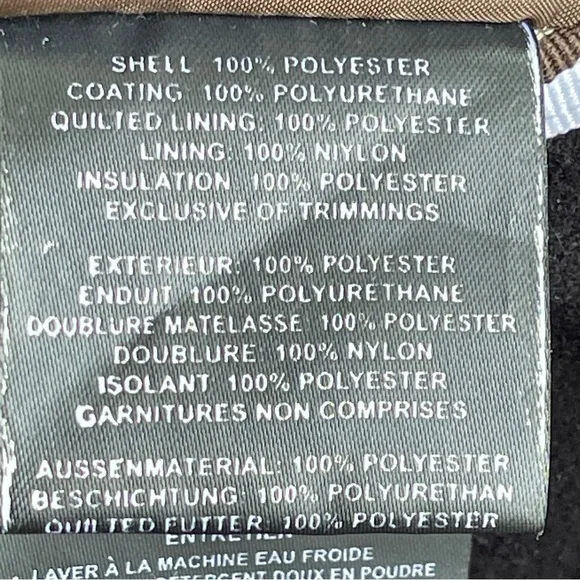 SHELL 100% POLYESTER
COATING 100% POLYURETHANE
QUILTED LINING: 100% POLYESTER
LINING: 100% NIYLON
INSULATION 100% POLYESTER
EXCLUSIVE OF TRIMMINGS
EXTERIEUR: 100% POLYESTER
ENDUIT 100% POLYURETHANE
DOUBLURE MATELASSE 100% POLYESTER
DOUBLURE 100% NYLON
ISOLANT 100% POLYESTER
GARNITURES NON COMPRISES
AUSSENMATERIAL: 100% POLYESTER
BESCHICHTUNG: 100% POLYURETHAN
QUILTED FUTTER: 100% POLYESTER
ENTRETIEN
LAVER À LA MACHINE EAU FROIDE
DÉTERGENT DOUX EN POUDRE